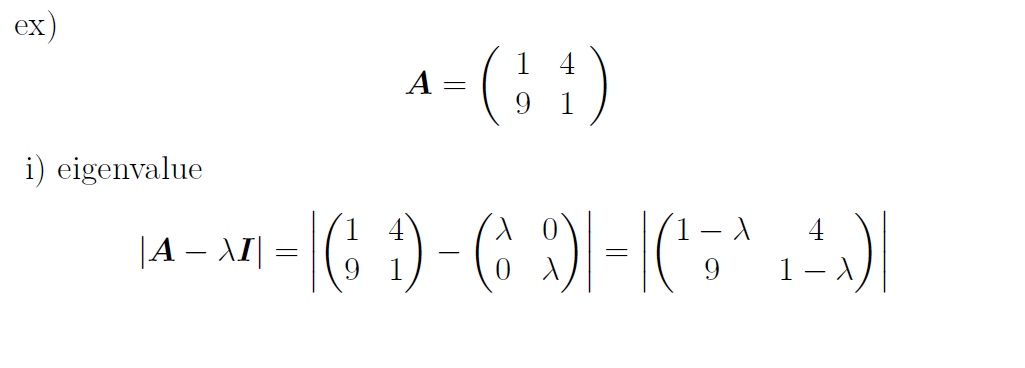 ex)
A = ( 1 4
9 1 )
i) eigenvalue
|A − λI| = |( 1 4
9 1 ) − ( λ 0
0 λ )| = |( 1 − λ 4
9 1 − λ )|